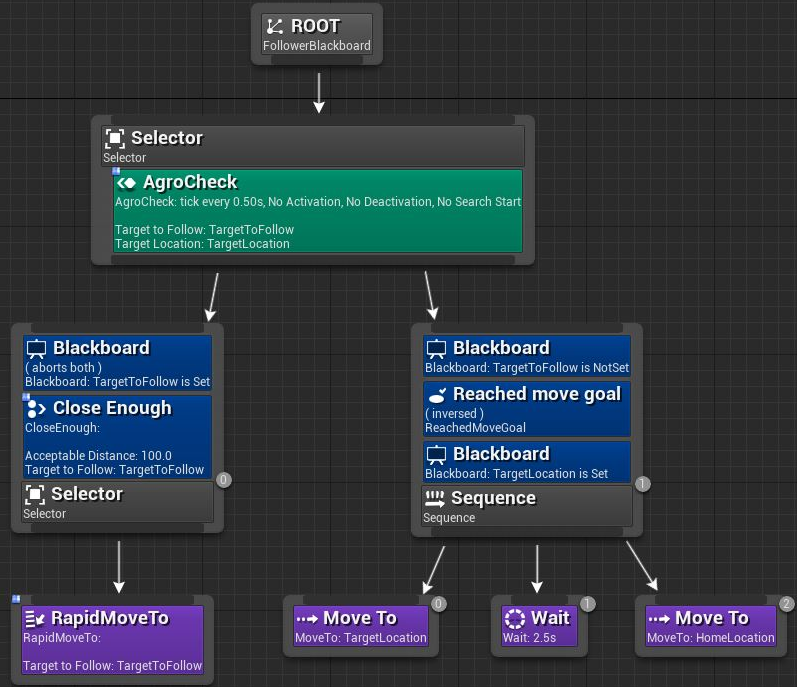 ROOT
FollowerBlackboard
Selector
Selector
AgroCheck
AgroCheck: tick every 0.50s, No Activation, No Deactivation, No Search Start
Target to Follow: TargetToFollow
Target Location: TargetLocation
Blackboard
( aborts both )
Blackboard: TargetToFollow is Set
Close Enough
CloseEnough:
Acceptable Distance: 100.0
Target to Follow: TargetToFollow
0
Selector
Selector
Blackboard
Blackboard: TargetToFollow is NotSet
Reached move goal
( inversed )
ReachedMoveGoal
Blackboard
Blackboard: TargetLocation is Set
1
Sequence
Sequence
RapidMoveTo
RapidMoveTo:
Target to Follow: TargetToFollow
0
Move To
MoveTo: TargetLocation
1
Wait
Wait: 2.5s
2
Move To
MoveTo: HomeLocation